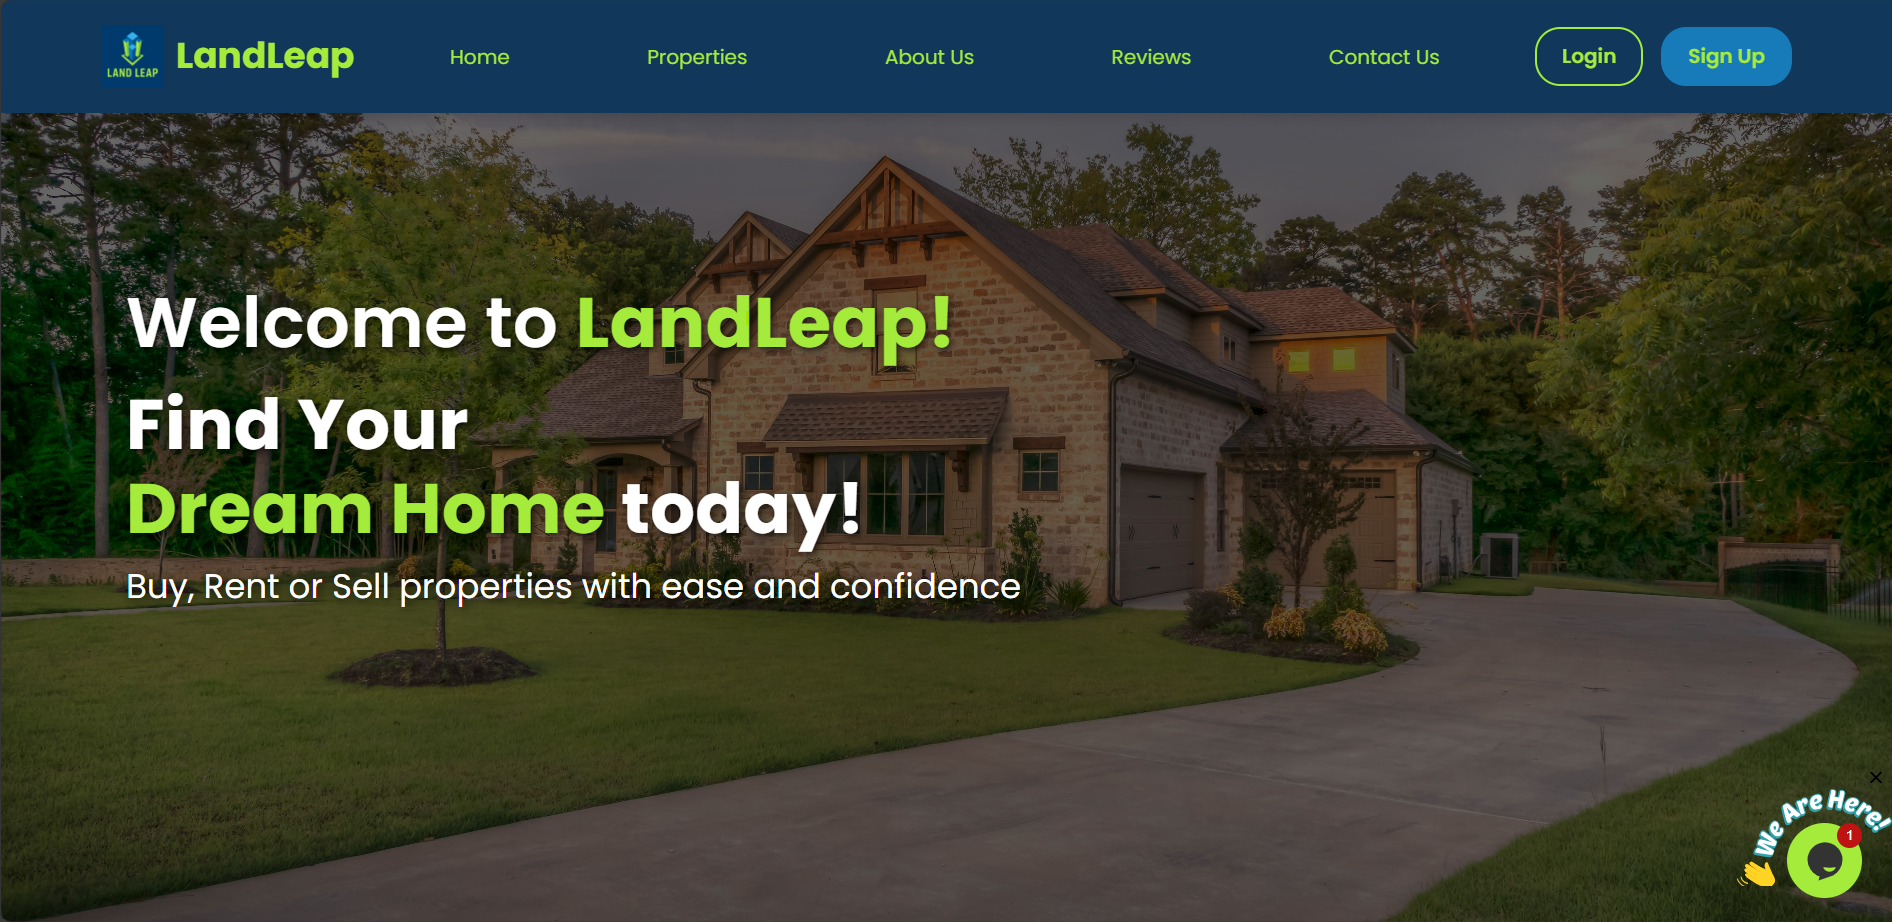 LAND LEAP
LandLeap
Home
Properties
About Us
Reviews
Contact Us
Login
Sign Up
Welcome to LandLeap!
Find Your
Dream Home today!
Buy, Rent or Sell properties with ease and confidence
We Are Here!
1